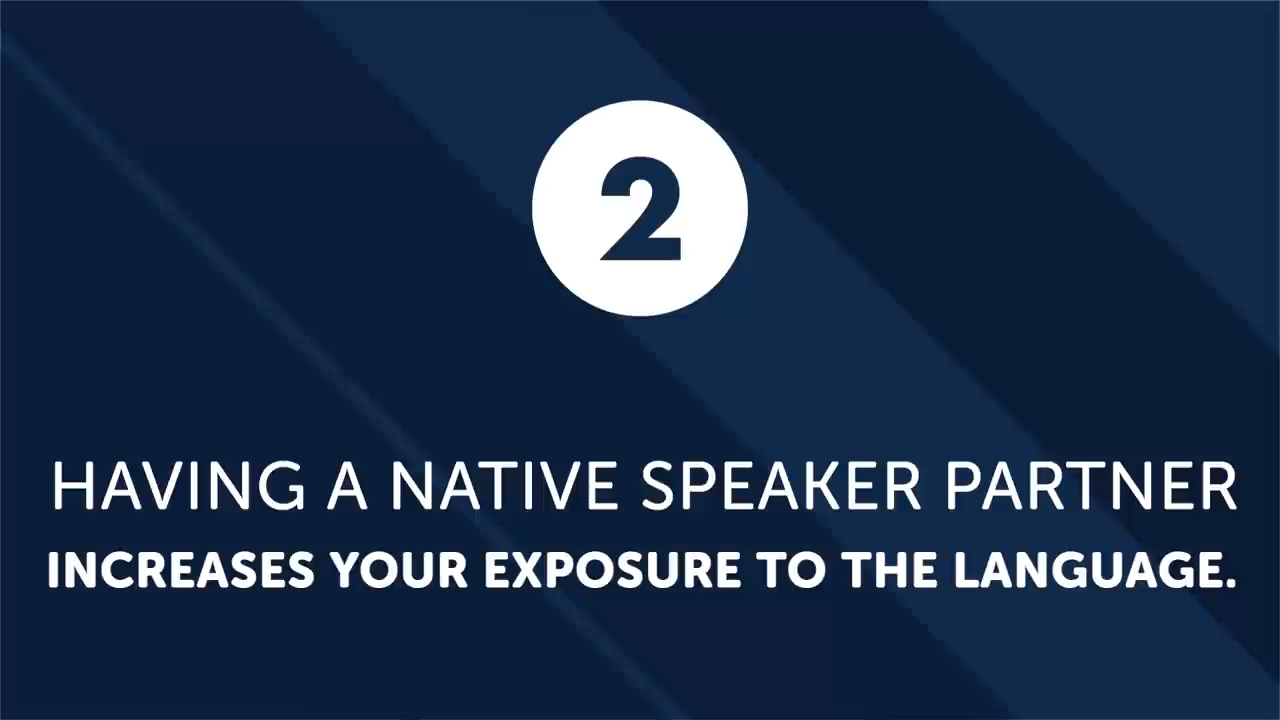 2
HAVING A NATIVE SPEAKER PARTNER
INCREASES YOUR EXPOSURE TO THE LANGUAGE.